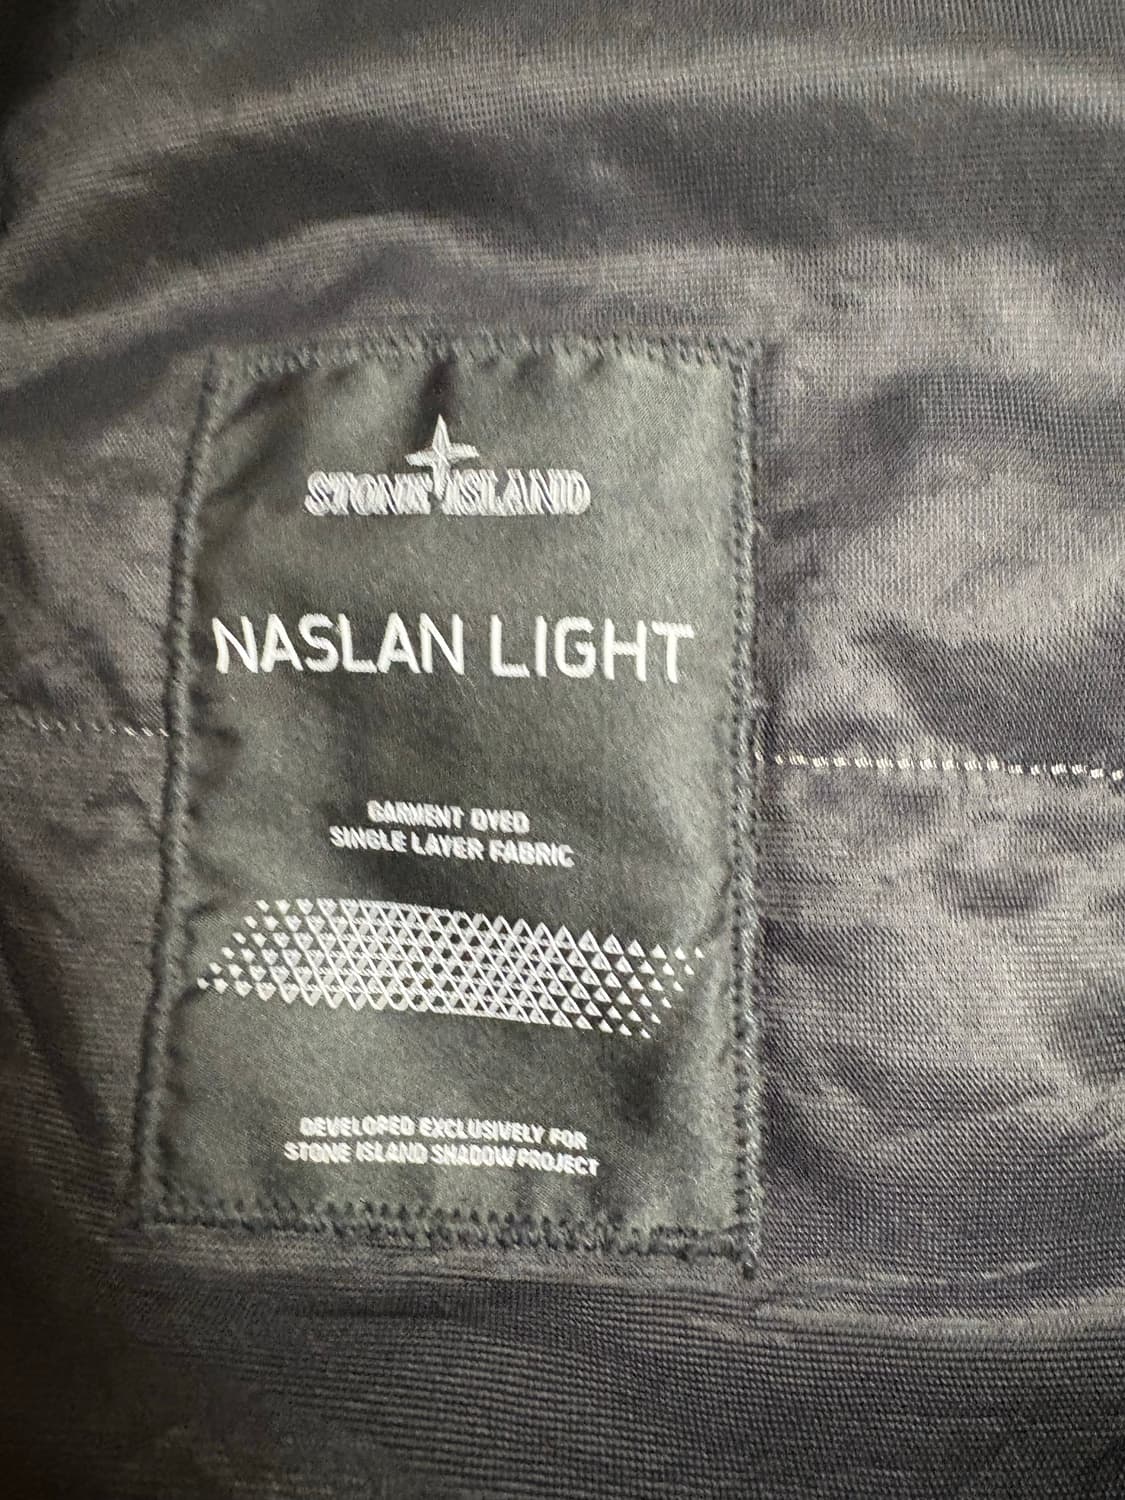 STONE ISLAND
NASLAN LIGHT
GARMENT DYED
SINGLE LAYER FABRIC
DEVELOPED EXCLUSIVELY FOR
STONE ISLAND SHADOW PROJECT